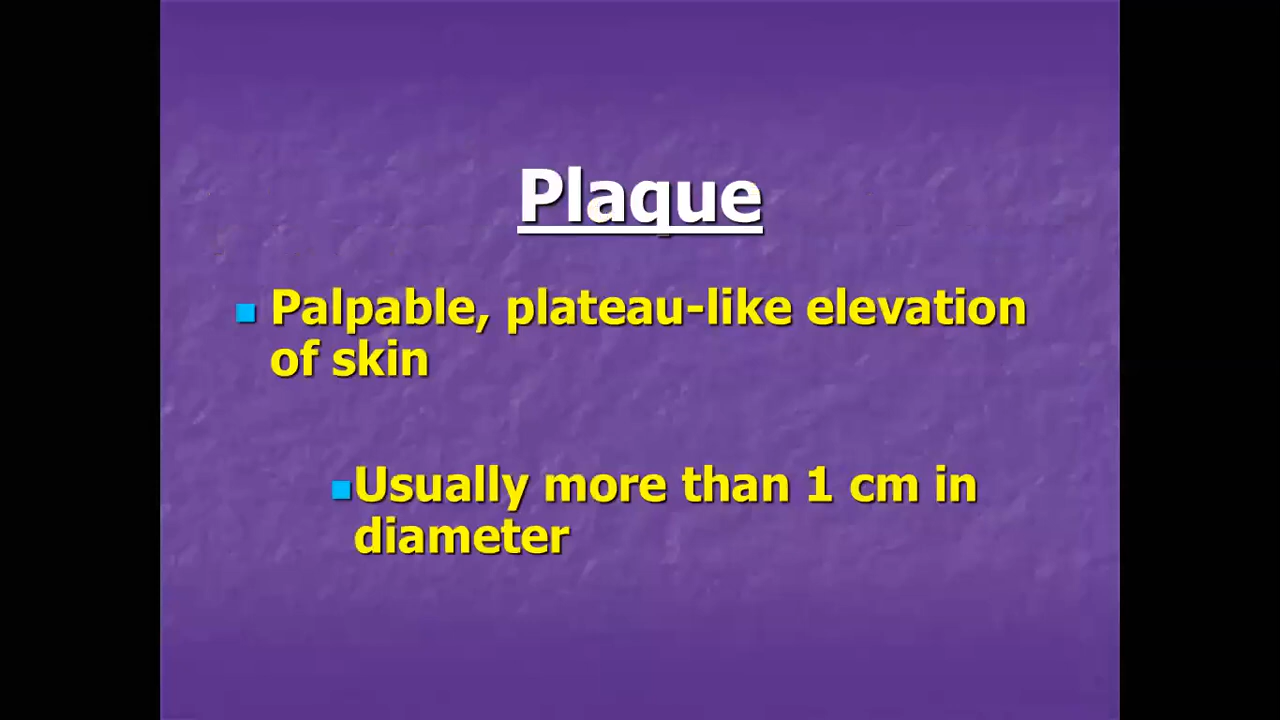 Plaque
Palpable, plateau-like elevation
of skin
Usually more than 1 cm in
diameter